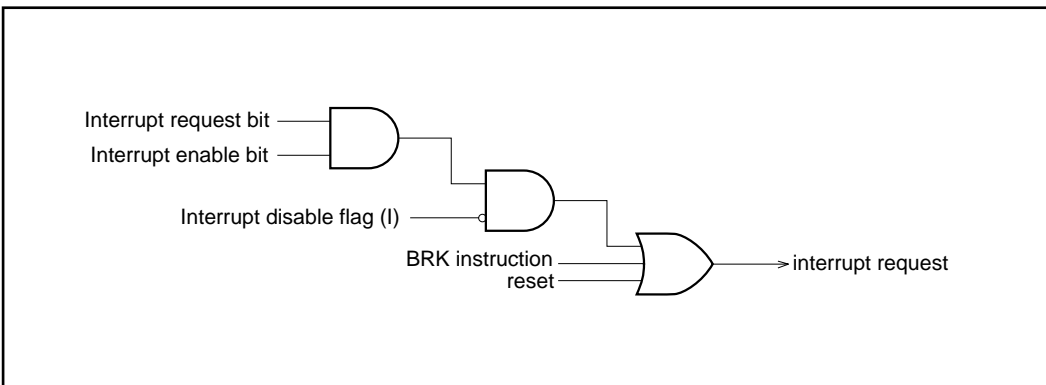 Interrupt request bit
Interrupt enable bit
Interrupt disable flag (I)
BRK instruction
reset
interrupt request